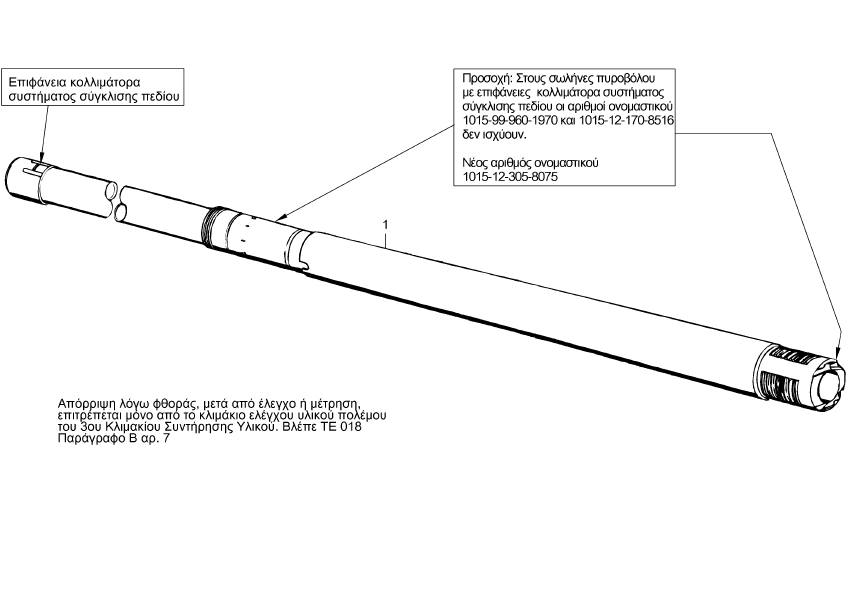 Επιφάνεια κολλιμάτορα
συστήματος σύγκλισης πεδίου
Προσοχή: Στους σωλήνες πυροβόλου
με επιφάνειες κολλιμάτορα συστήματος
σύγκλισης πεδίου οι αριθμοί ονομαστικού
1015-99-960-1970 και 1015-12-170-8516
δεν ισχύουν.
Νέος αριθμός ονομαστικού
1015-12-305-8075
1
Απόρριψη λόγω φθοράς, μετά από έλεγχο ή μέτρηση,
επιτρέπεται μόνο από το κλιμάκιο ελέγχου υλικού πολέμου
του 3ου Κλιμακίου Συντήρησης Υλικού. Βλέπε ΤΕ 018
Παράγραφο Β αρ. 7